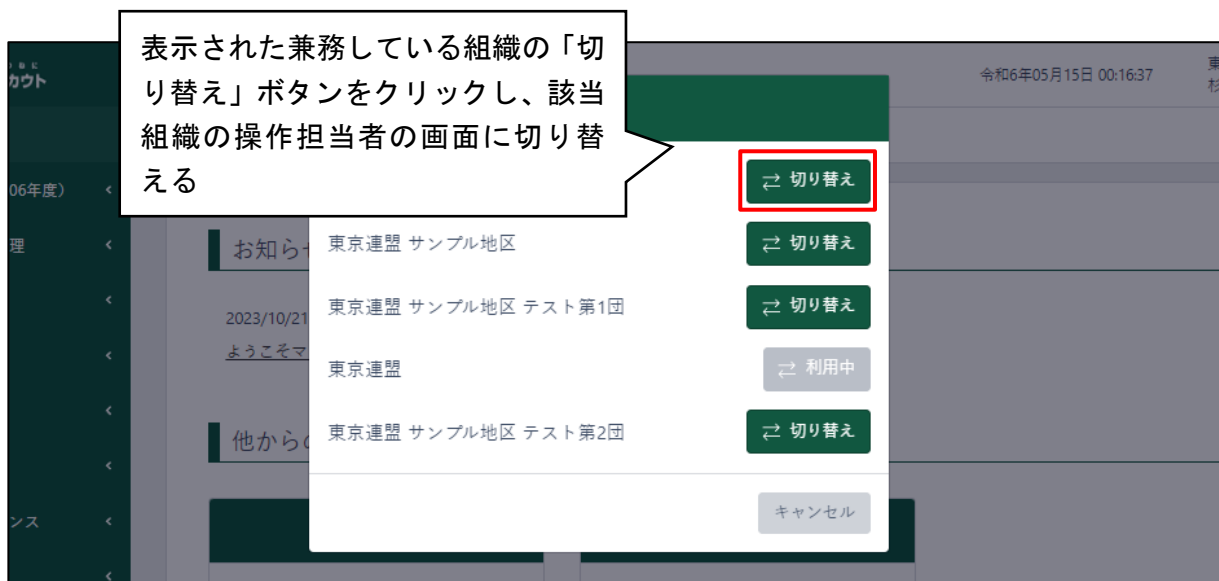 表示された兼務している組織の「切
り替え」ボタンをクリックし、該当
組織の操作担当者の画面に切り替
える
カウト
令和6年05月15日 00:16:37
06年度)
切り替え
理
お知ら
東京連盟 サンプル地区
切り替え
2023/10/21
東京連盟 サンプル地区 テスト第1団
切り替え
ようこそマ
東京連盟
利用中
他から
東京連盟 サンプル地区 テスト第2団
切り替え
キャンセル
ンス